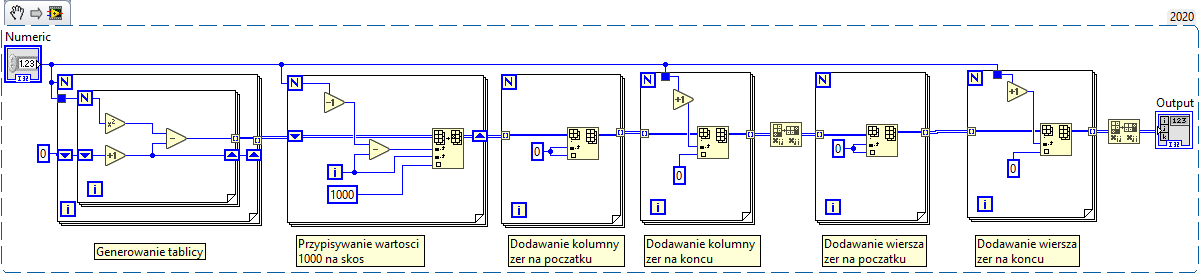 2020
Numeric
1.23
I32
N
N
x²
-
+1
0
i
i
Generowanie tablicy
N
-1
-
i
1000
Przypisywanie wartosci
1000 na skos
N
0
i
Dodawanie kolumny
zer na poczatku
N
+1
0
i
Dodawanie kolumny
zer na koncu
N
0
i
Dodawanie wiersza
zer na poczatku
N
+1
0
i
Dodawanie wiersza
zer na koncu
Output
123
I32